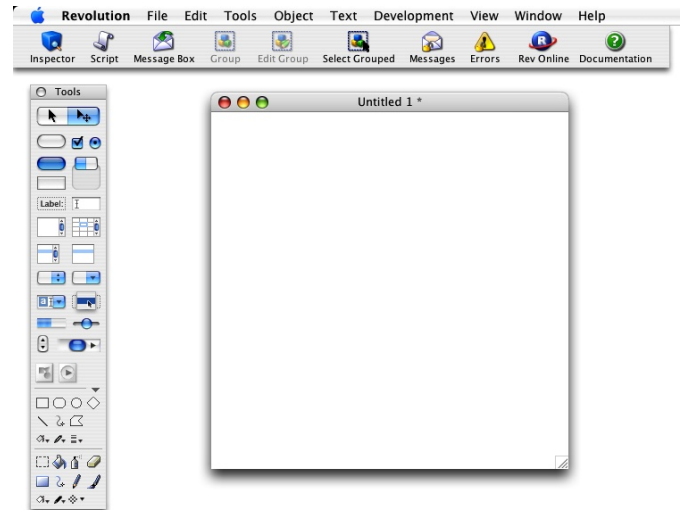 Revolution File Edit Tools Object Text Development View Window Help
Inspector Script Message Box Group Edit Group Select Grouped Messages Errors Rev Online Documentation
Tools
Untitled 1 *
Label: